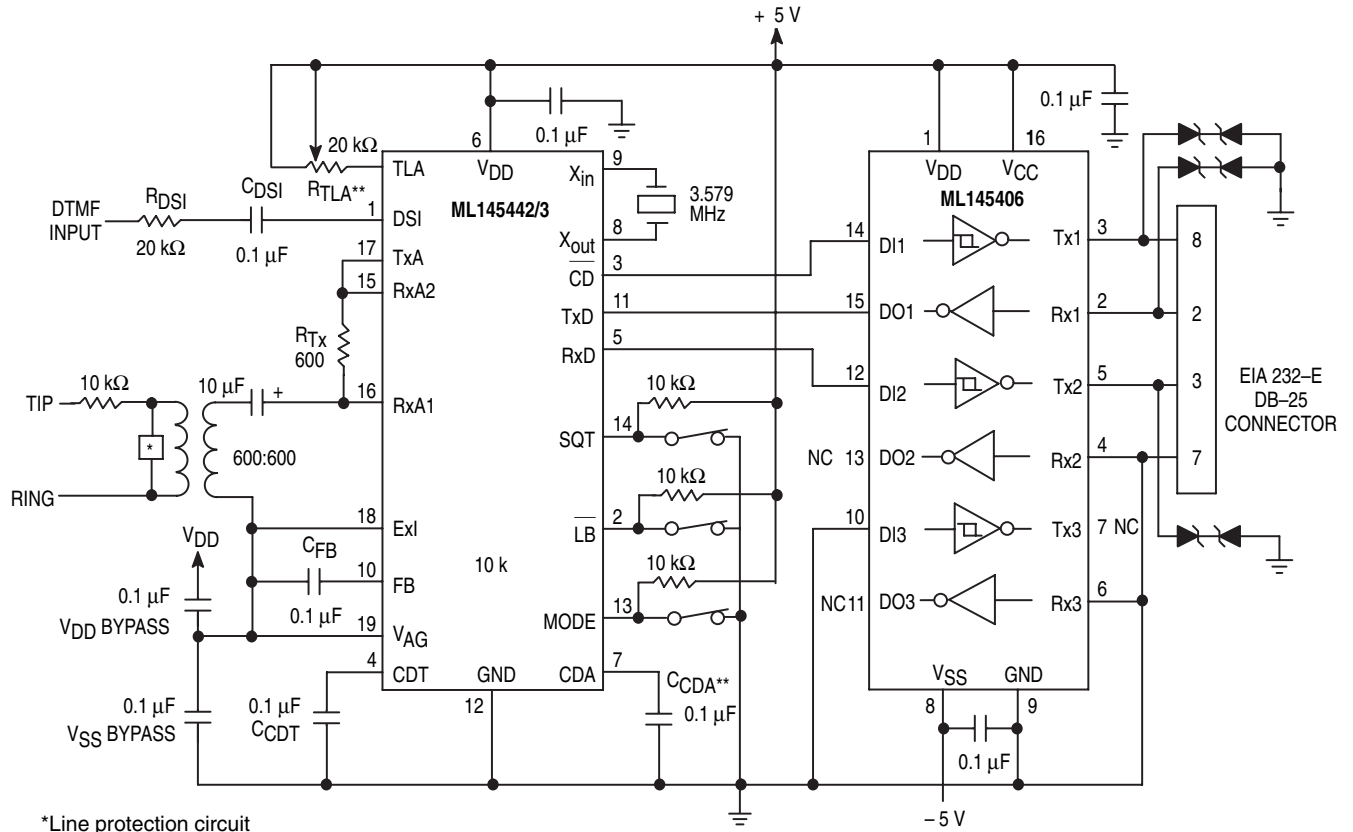 + 5 V
0.1 µF
0.1 µF
20 kΩ
RTLA**
6
VDD
TLA
9
Xin
3.579
MHz
8
Xout
ML145442/3
1
VDD
16
VCC
ML145406
DTMF
INPUT
RDSI
20 kΩ
CDSI
0.1 µF
1
DSI
17
TxA
15
RxA2
RTx
600
3
CD
11
TxD
5
RxD
14
DI1
15
DO1
12
DI2
Tx1
3
Rx1
2
Tx2
5
8
2
3
7
EIA 232–E
DB–25
CONNECTOR
TIP
10 kΩ
*
10 µF
+
16
RxA1
600:600
RING
10 kΩ
14
SQT
10 kΩ
2
LB
10 kΩ
13
MODE
NC
13
DO2
Rx2
4
10
DI3
Tx3
7 NC
NC
11
DO3
Rx3
6
18
ExI
VDD
CFB
0.1 µF
10
FB
10 k
0.1 µF
VDD BYPASS
19
VAG
4
CDT
GND
12
CDA
7
CCDA**
0.1 µF
VSS
8
GND
9
0.1 µF
0.1 µF
VSS BYPASS
0.1 µF
CCDT
– 5 V
*Line protection circuit